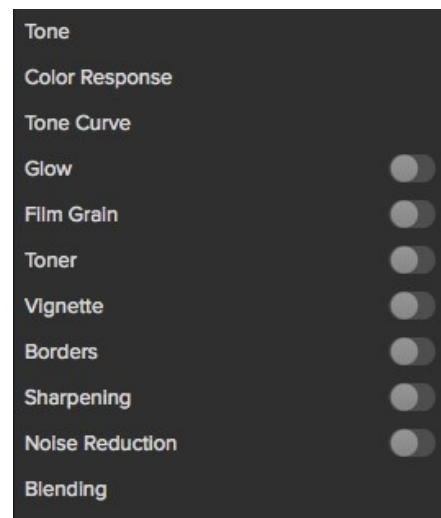 Tone
Color Response
Tone Curve
Glow
Film Grain
Toner
Vignette
Borders
Sharpening
Noise Reduction
Blending